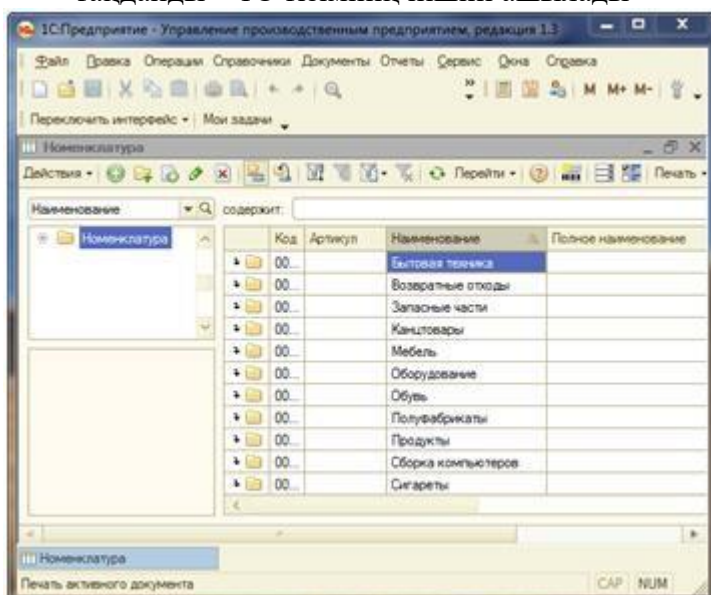 1С:Предприятие - Управление производственным предприятием, редакция 1.3
Файл Правка Операции Справочники Документы Отчеты Сервис Окна Справка
M M+ M-
Переключить интерфейс Мои задачи
Номенклатура
Действия Перейти Печать
Наименование содержит:
Номенклатура
Код Артикул Наименование Полное наименование
00... Бытовая техника
00... Возвратные отходы
00... Запасные части
00... Канцтовары
00... Мебель
00... Оборудование
00... Обувь
00... Полуфабрикаты
00... Продукты
00... Сборка компьютеров
00... Сигареты
Номенклатура
Печать активного документа CAP NUM